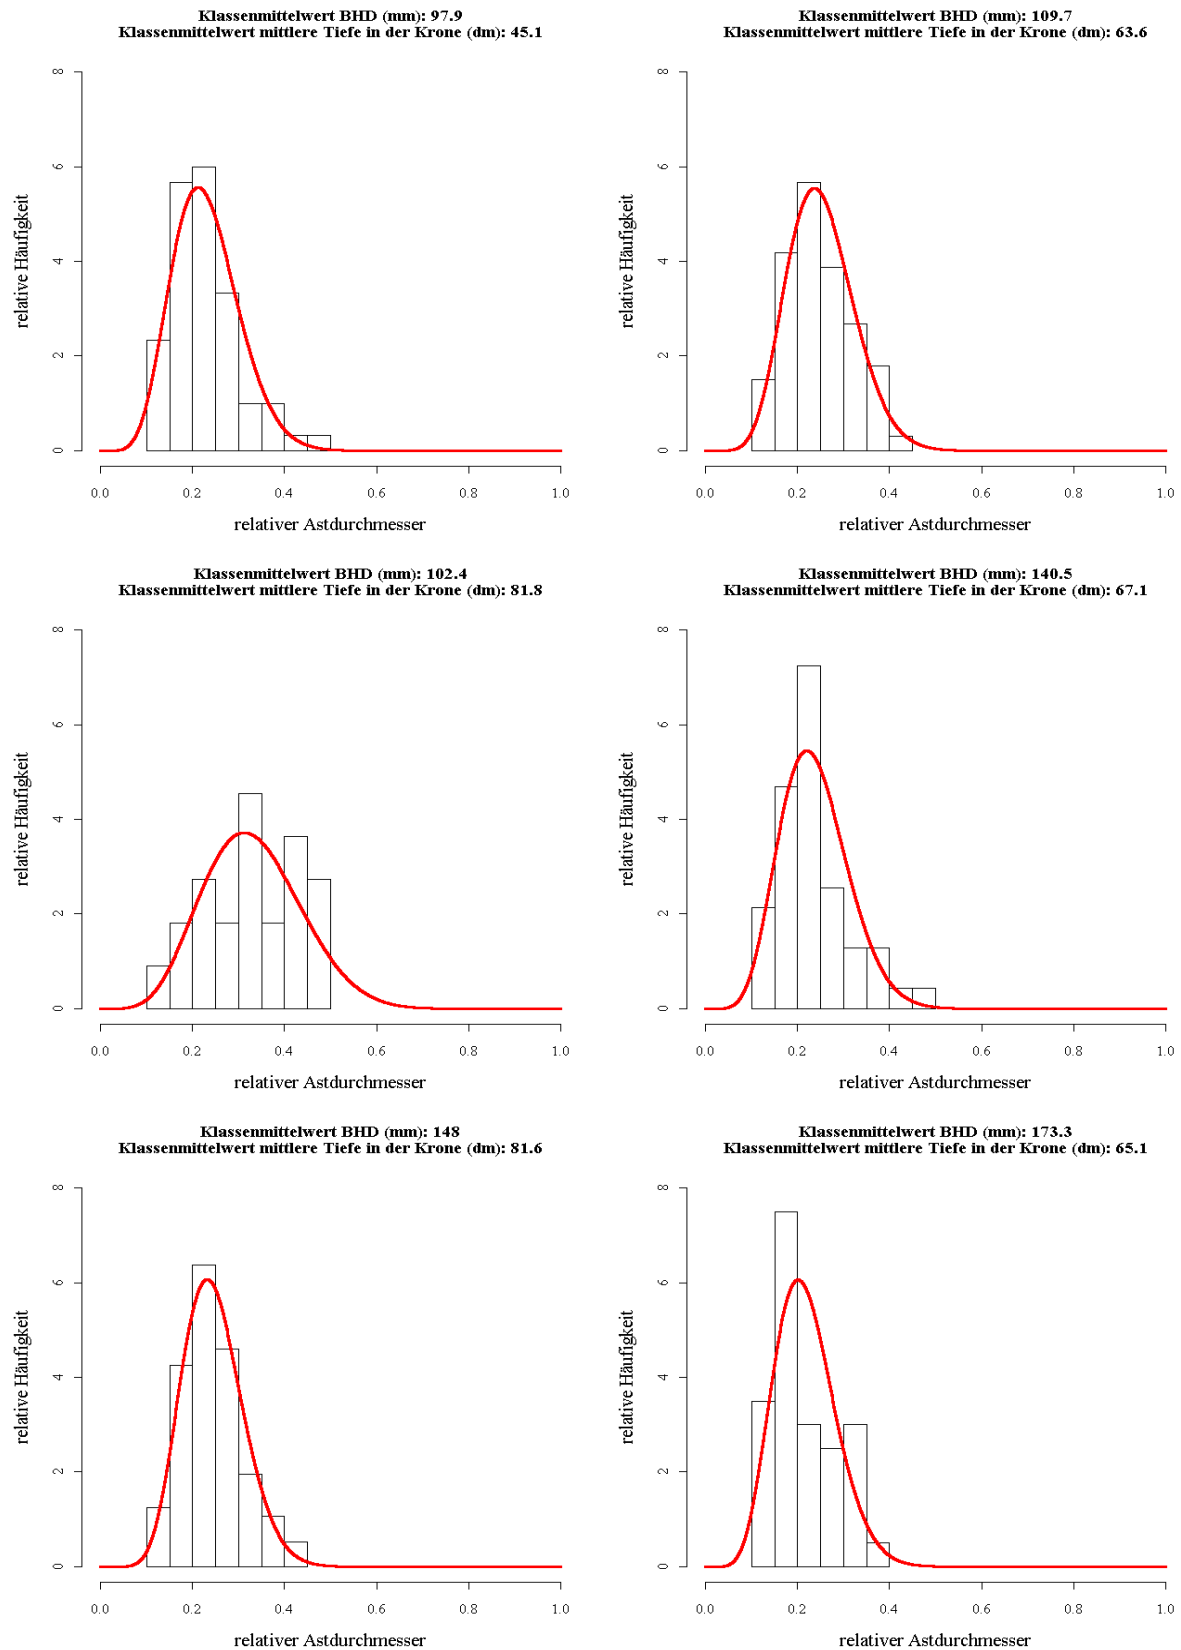 Klassenmittelwert BHD (mm): 97.9
Klassenmittelwert mittlere Tiefe in der Krone (dm): 45.1
relative Häufigkeit
8
6
4
2
0
0.0 0.2 0.4 0.6 0.8 1.0
relativer Astdurchmesser
Klassenmittelwert BHD (mm): 109.7
Klassenmittelwert mittlere Tiefe in der Krone (dm): 63.6
relative Häufigkeit
8
6
4
2
0
0.0 0.2 0.4 0.6 0.8 1.0
relativer Astdurchmesser
Klassenmittelwert BHD (mm): 102.4
Klassenmittelwert mittlere Tiefe in der Krone (dm): 81.8
relative Häufigkeit
8
6
4
2
0
0.0 0.2 0.4 0.6 0.8 1.0
relativer Astdurchmesser
Klassenmittelwert BHD (mm): 140.5
Klassenmittelwert mittlere Tiefe in der Krone (dm): 67.1
relative Häufigkeit
8
6
4
2
0
0.0 0.2 0.4 0.6 0.8 1.0
relativer Astdurchmesser
Klassenmittelwert BHD (mm): 148
Klassenmittelwert mittlere Tiefe in der Krone (dm): 81.6
relative Häufigkeit
8
6
4
2
0
0.0 0.2 0.4 0.6 0.8 1.0
relativer Astdurchmesser
Klassenmittelwert BHD (mm): 173.3
Klassenmittelwert mittlere Tiefe in der Krone (dm): 65.1
relative Häufigkeit
8
6
4
2
0
0.0 0.2 0.4 0.6 0.8 1.0
relativer Astdurchmesser